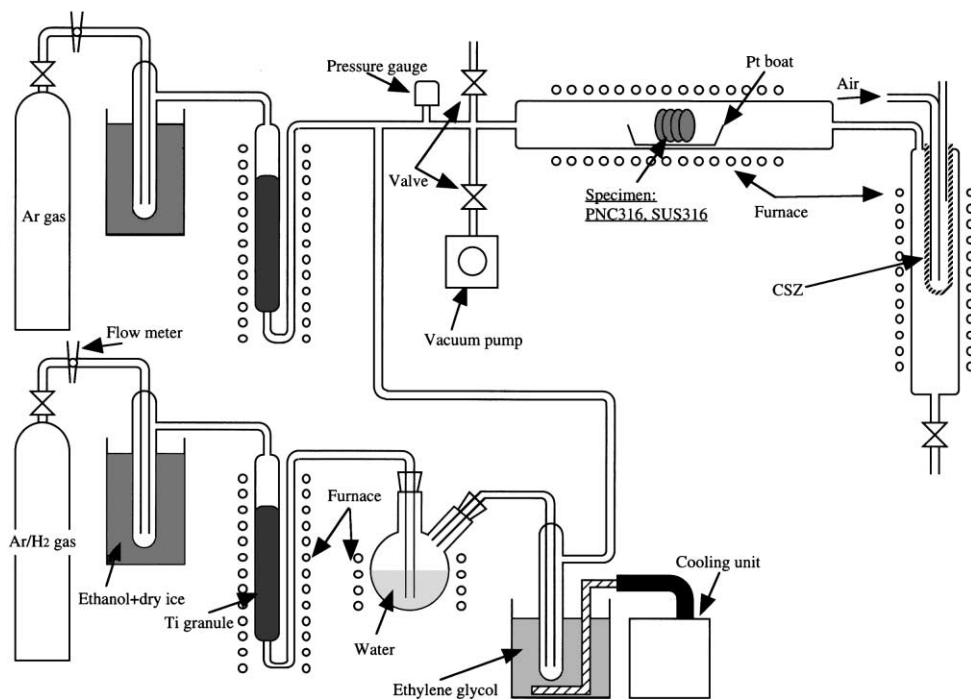 Pressure gauge
Pt boat
Air
Ar gas
Valve
Specimen:
PNC316, SUS316
Furnace
CSZ
Vacuum pump
Flow meter
Ar/H2 gas
Furnace
Cooling unit
Ethanol+dry ice
Ti granule
Water
Ethylene glycol